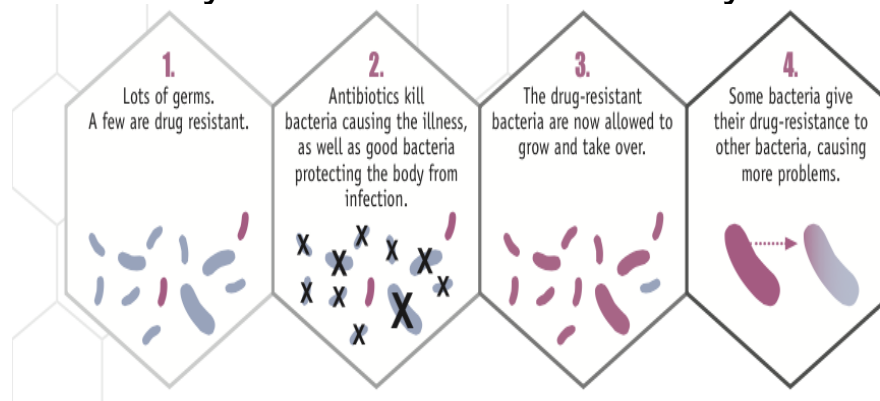 1.
Lots of germs.
A few are drug resistant.
2.
Antibiotics kill
bacteria causing the illness,
as well as good bacteria
protecting the body from
infection.
X X X X X X X X X X X
3.
The drug-resistant
bacteria are now allowed to
grow and take over.
4.
Some bacteria give
their drug-resistance to
other bacteria, causing
more problems.